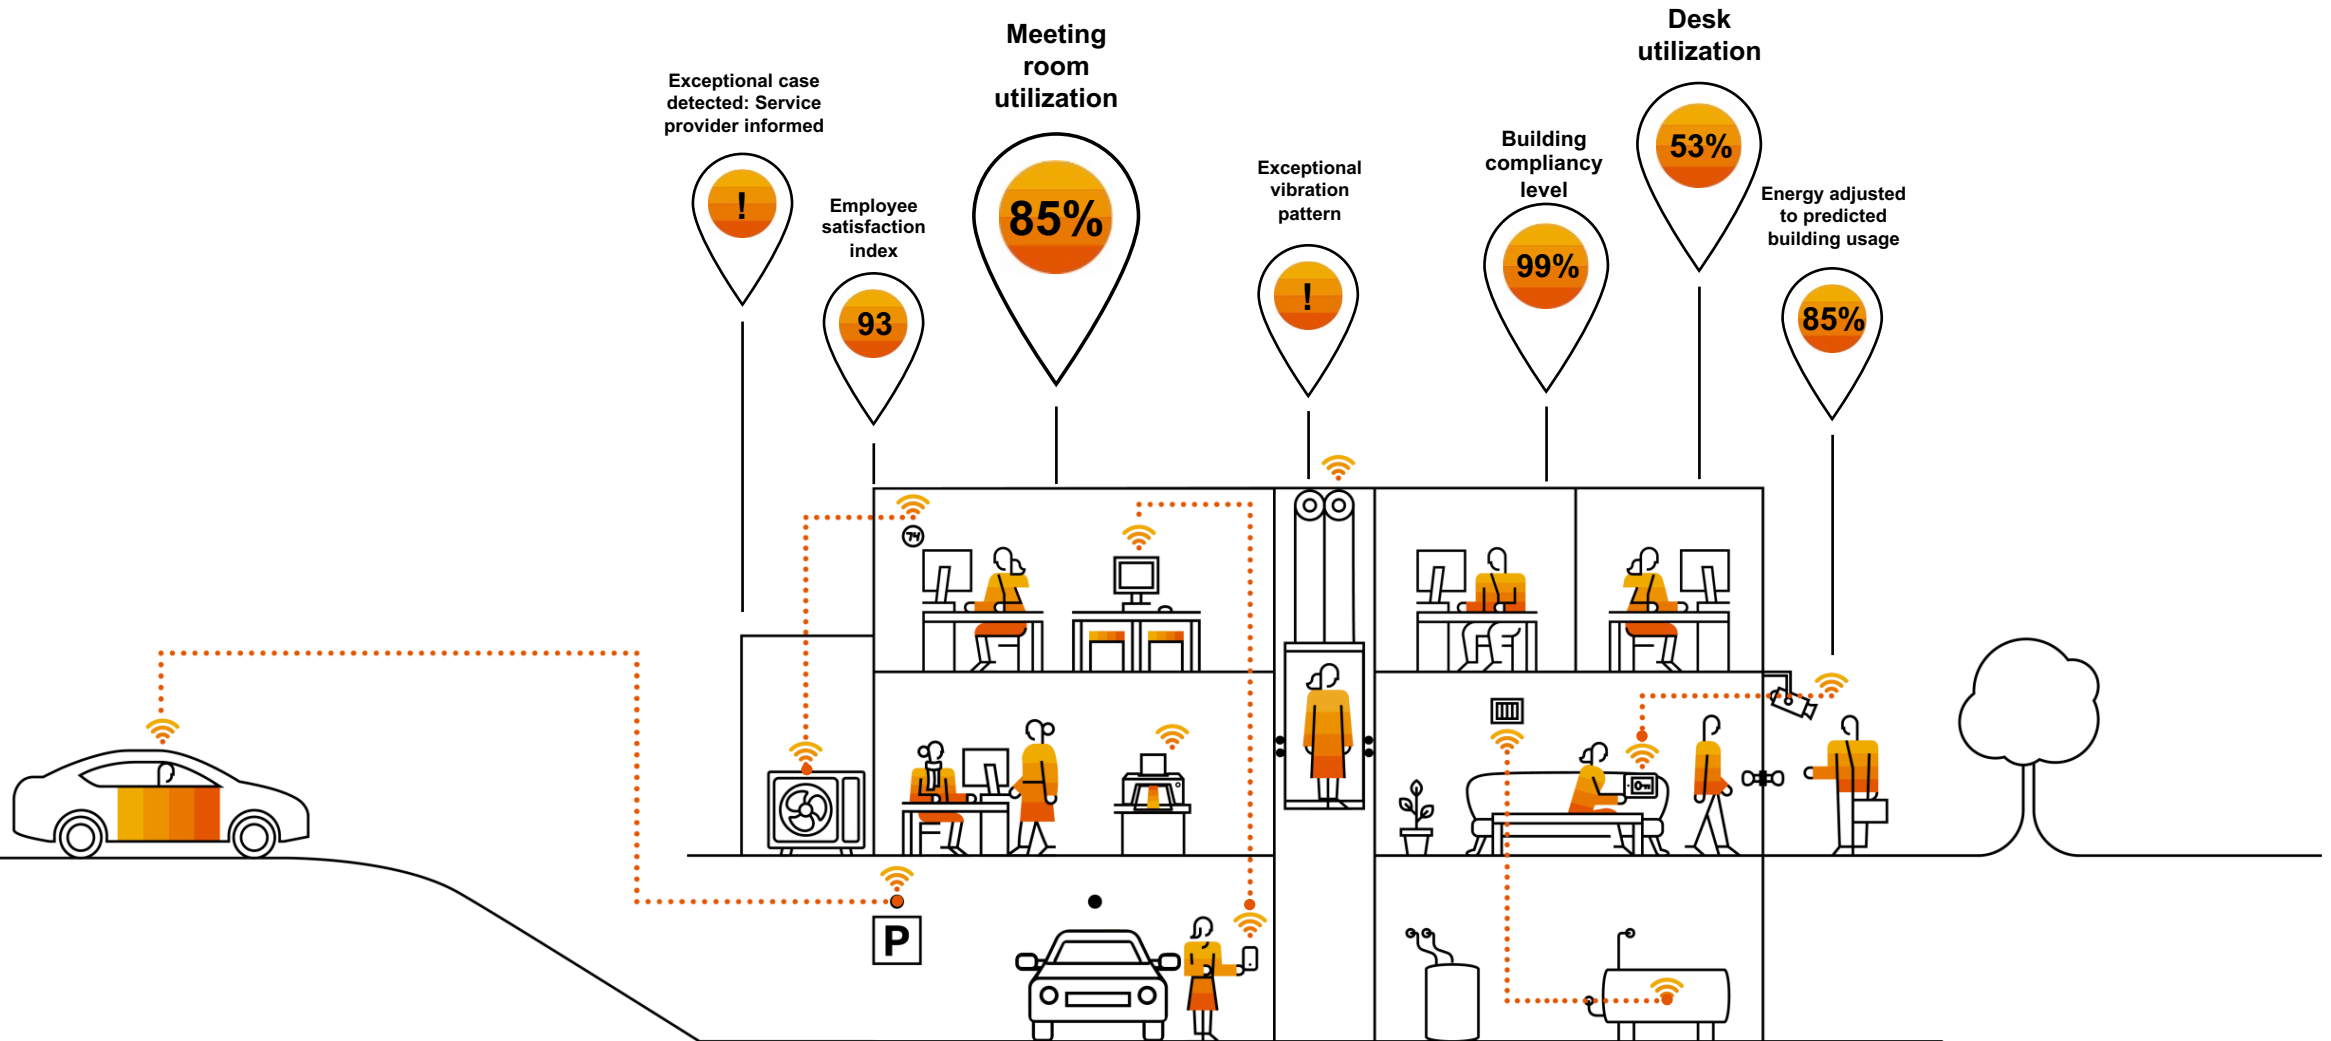 Exceptional case
detected: Service
provider informed
!
Employee
satisfaction
index
93
Meeting
room
utilization
85%
Exceptional
vibration
pattern
!
Building
compliancy
level
99%
Desk
utilization
53%
Energy adjusted
to predicted
building usage
85%
74
P